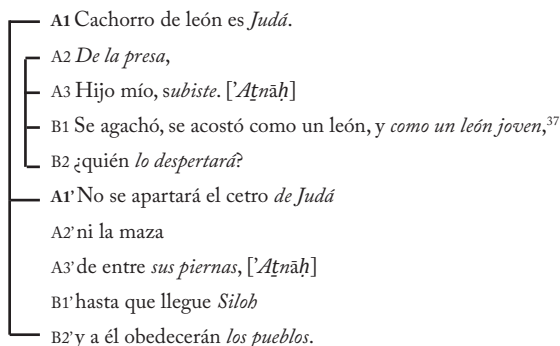 A1 Cachorro de león es Judá.
A2 De la presa,
A3 Hijo mío, subiste. [’Aṯnāḥ]
B1 Se agachó, se acostó como un león, y como un león joven,37
B2 ¿quién lo despertará?
A1’ No se apartará el cetro de Judá
A2’ ni la maza
A3’ de entre sus piernas, [’Aṯnāḥ]
B1’ hasta que llegue Siloh
B2’ y a él obedecerán los pueblos.